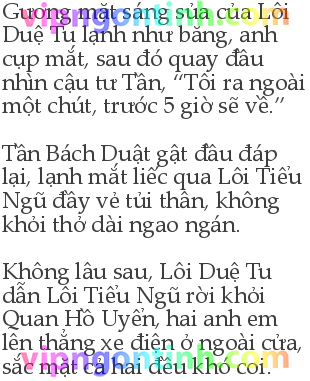 Gương mặt sáng sủa của Lôi
Duệ Tu lạnh như băng, anh
cụp mắt, sau đó quay đầu
nhìn cậu tư Tần, “Tôi ra ngoài
một chút, trước 5 giờ sẽ về.”

Tần Bách Duật gật đầu đáp
lại, lạnh mắt liếc qua Lôi Tiểu
Ngũ đầy vẻ tủi thân, không
khỏi thở dài ngao ngán.

Không lâu sau, Lôi Duệ Tu
dẫn Lôi Tiểu Ngũ rời khỏi
Quan Hồ Uyển, hai anh em
lên thẳng xe điện ở ngoài cửa,
sắc mặt cả hai đều khó coi.
vipngontinh.com
vipngontinh.com